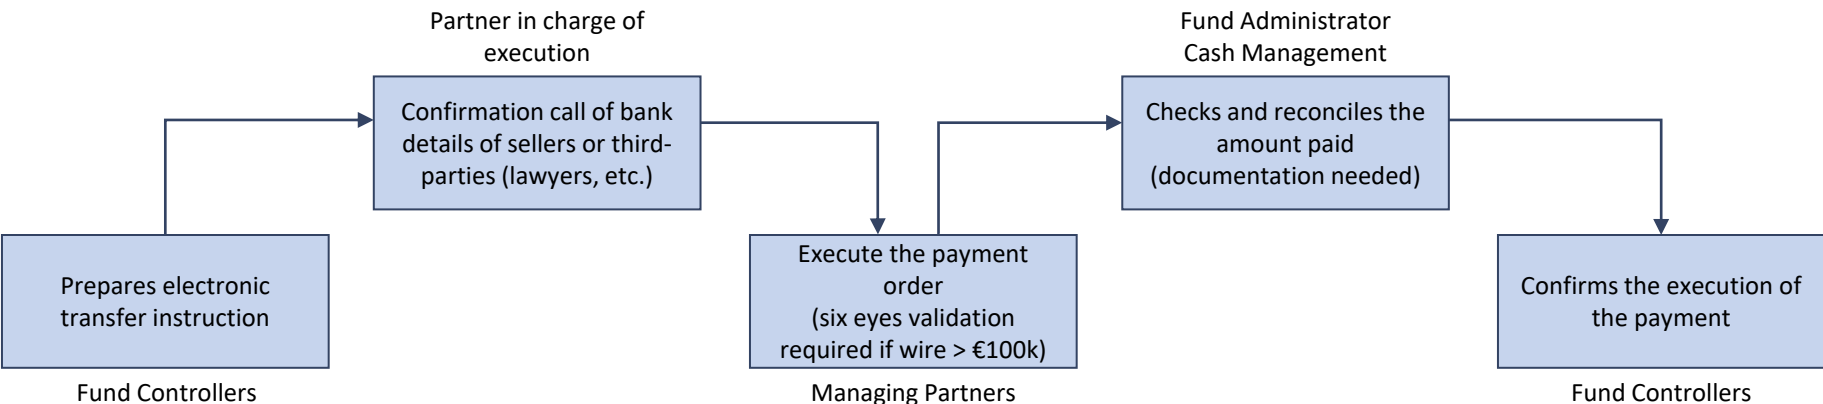 Partner in charge of
execution
Fund Administrator
Cash Management
Confirmation call of bank
details of sellers or third-
parties (lawyers, etc.)
Checks and reconciles the
amount paid
(documentation needed)
Prepares electronic
transfer instruction
Execute the payment
order
(six eyes validation
required if wire > €100k)
Confirms the execution of
the payment
Fund Controllers
Managing Partners
Fund Controllers